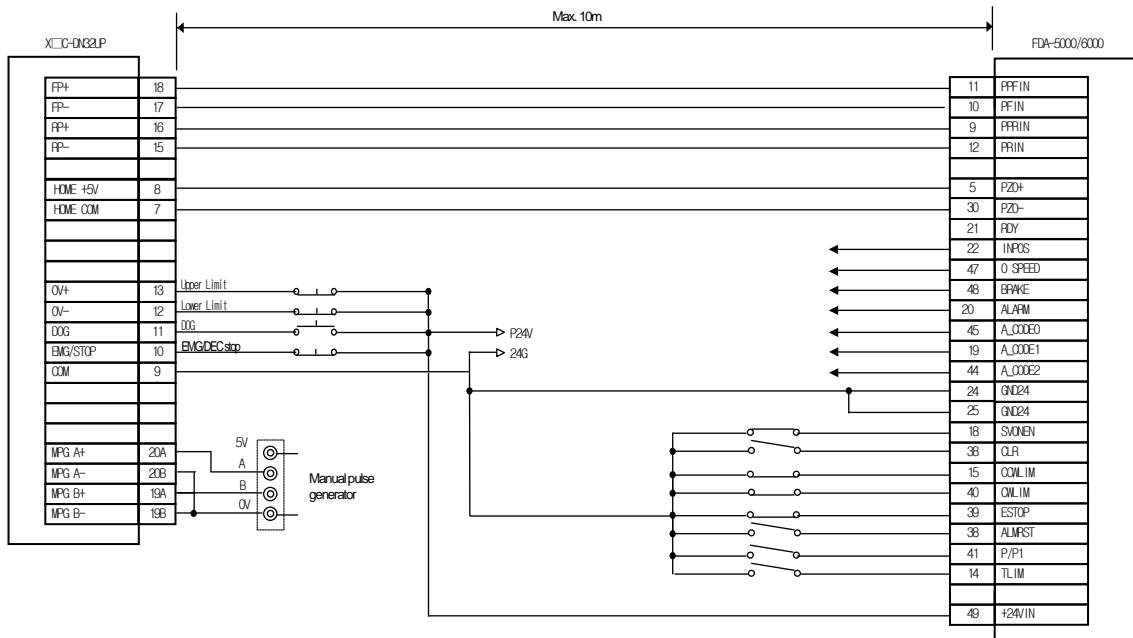 Max. 10m
X□C-DN32UP
FDA-5000/6000
FP+ 18
FP- 17
RP+ 16
RP- 15
HOME +5V 8
HOME COM 7
OV+ 13 Upper Limit
OV- 12 Lower Limit
DOG 11 DOG
EMG/STOP 10 EMG/DEC stop
COM 9
P24V
24G
MPG A+ 20A
MPG A- 20B
MPG B+ 19A
MPG B- 19B
5V
A
B
0V
Manual pulse
generator
11 PPFIN
10 PFIN
9 PPRIN
12 PRIN
5 PZO+
30 PZO-
21 RDY
22 INPOS
47 0 SPEED
48 BRAKE
20 ALARM
45 A_CODE0
19 A_CODE1
44 A_CODE2
24 GND24
25 GND24
18 SVONEN
38 CLR
15 CCWLIM
40 CWLIM
39 ESTOP
38 ALMRST
41 P/P1
14 TLIM
49 +24VIN